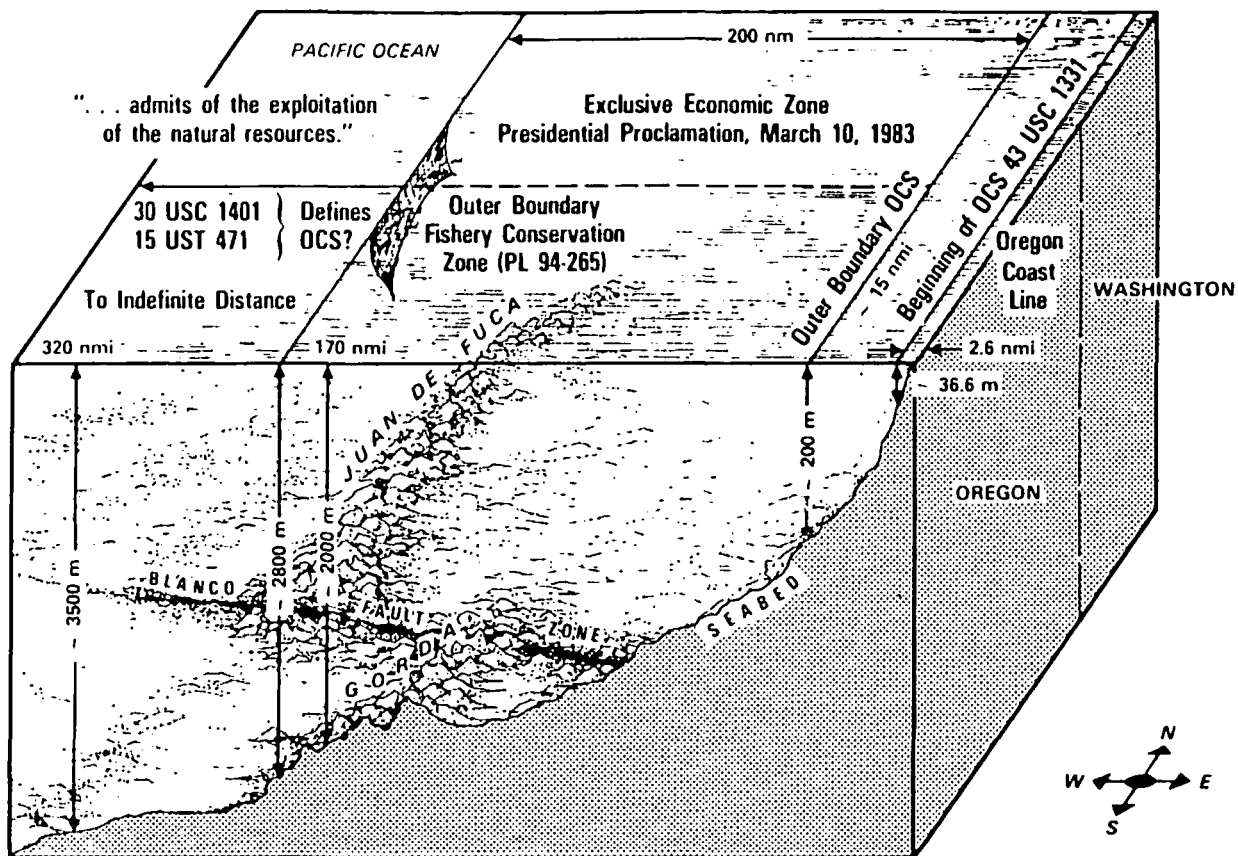 PACIFIC OCEAN
200 nm
". . . admits of the exploitation
of the natural resources."
Exclusive Economic Zone
Presidential Proclamation, March 10, 1983
30 USC 1401
15 UST 471
Defines
OCS?
Outer Boundary
Fishery Conservation
Zone (PL 94-265)
Outer Boundary OCS
15 nmi
Beginning of OCS 43 USC 1331
Oregon
Coast
Line
WASHINGTON
To Indefinite Distance
320 nmi
170 nmi
2.6 nmi
36.6 m
JUAN DE FUCA
200 m
OREGON
3500 m
2800 m
2000 m
BLANCO FAULT ZONE
GORDA
SEABED
N
W E
S